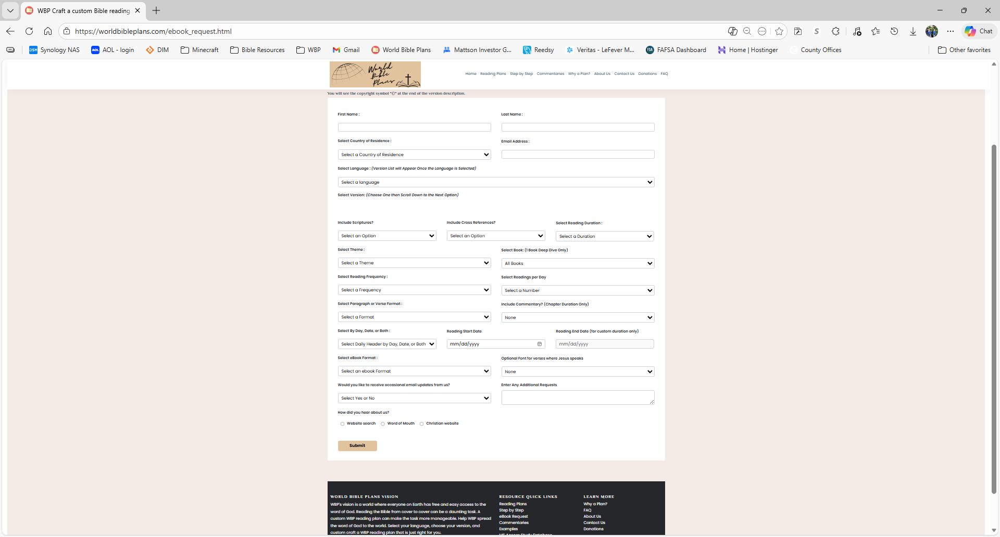 WBP Craft a custom Bible reading
https://worldbibleplans.com/ebook_request.html
Chat
Synology NAS
AOL - login
DIM
Minecraft
Bible Resources
WBP
Gmail
World Bible Plans
Mattson Investor G...
Reedsy
Veritas - LeFever M...
FAFSA Dashboard
Home | Hostinger
County Offices
Other favorites
World
Bible
Plans
Home Reading Plans Step by Step Commentaries Why a Plan? About Us Contact Us Donations FAQ
You will see the copyright symbol "©" at the end of the version description.
First Name :
Last Name :
Select Country of Residence :
Email Address :
Select a Country of Residence
Select Language : (Version List will Appear Once the Language is Selected)
Select a language
Select Version: (Choose One then Scroll Down to the Next Option)
Include Scriptures?
Include Cross References?
Select Reading Duration :
Select an Option
Select an Option
Select a Duration
Select Theme :
Select Book: (1 Book Deep Dive Only)
Select a Theme
All Books
Select Reading Frequency :
Select Readings per Day
Select a Frequency
Select a Number
Select Paragraph or Verse Format :
Include Commentary? (Chapter Duration Only)
Select a Format
None
Select By Day, Date, or Both :
Reading Start Date
Reading End Date (for custom duration only)
Select Daily Header by Day, Date, or Both
mm/dd/yyyy
mm/dd/yyyy
Select eBook Format :
Optional Font for verses where Jesus speaks
Select an ebook Format
None
Would you like to receive occasional email updates from us?
Enter Any Additional Requests
Select Yes or No
How did you hear about us?
Website search
Word of Mouth
Christian website
Submit
WORLD BIBLE PLANS VISION
WBP's vision is a world where everyone on Earth has free and easy access to the
word of God. Reading the Bible from cover to cover can be a daunting task. A
custom WBP reading plan can make the task more manageable. Help WBP spread
the word of God to the world. Select your language, choose your version, and
custom craft a WBP reading plan that is just right for you.
RESOURCE QUICK LINKS
Reading Plans
Step by Step
eBook Request
Commentaries
Examples
MS Access Study Database
LEARN MORE
Why a Plan?
FAQ
About Us
Contact Us
Donations